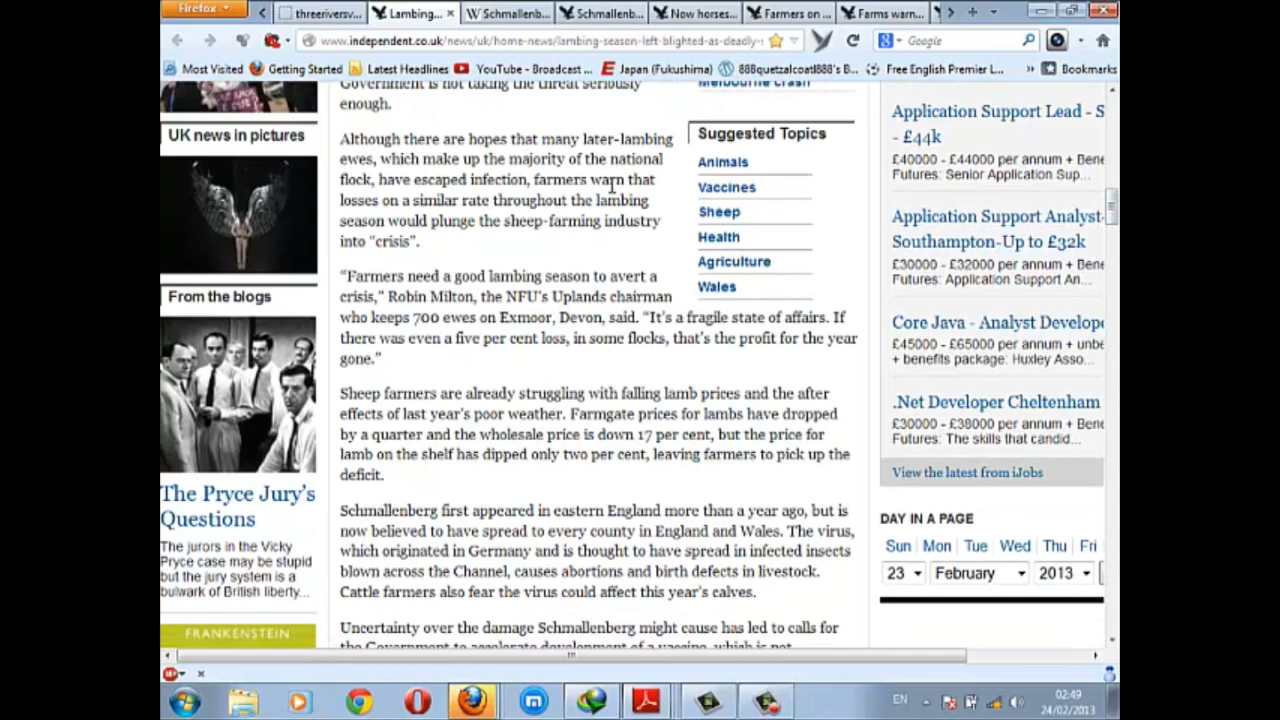 Firefox
threeriversv...
Lambing...
Schmallenb...
Schmallenb...
Now horses...
Farmers on ...
Farms warn...
www.independent.co.uk/news/uk/home-news/lambing-season-left-blighted-as-deadly-
Google
Most Visited
Getting Started
Latest Headlines
YouTube - Broadcast ...
Japan (Fukushima)
888quetzalcoatl888's B...
Free English Premier L...
Bookmarks
UK news in pictures
From the blogs
The Pryce Jury's
Questions
The jurors in the Vicky
Pryce case may be stupid
but the jury system is a
bulwark of British liberty...
FRANKENSTEIN
Government is not taking the threat seriously
enough.
Although there are hopes that many later-lambing
ewes, which make up the majority of the national
flock, have escaped infection, farmers warn that
losses on a similar rate throughout the lambing
season would plunge the sheep-farming industry
into “crisis”.
“Farmers need a good lambing season to avert a
crisis,” Robin Milton, the NFU's Uplands chairman
who keeps 700 ewes on Exmoor, Devon, said. “It's a fragile state of affairs. If
there was even a five per cent loss, in some flocks, that's the profit for the year
gone.”
Sheep farmers are already struggling with falling lamb prices and the after
effects of last year's poor weather. Farmgate prices for lambs have dropped
by a quarter and the wholesale price is down 17 per cent, but the price for
lamb on the shelf has dipped only two per cent, leaving farmers to pick up the
deficit.
Schmallenberg first appeared in eastern England more than a year ago, but is
now believed to have spread to every county in England and Wales. The virus,
which originated in Germany and is thought to have spread in infected insects
blown across the Channel, causes abortions and birth defects in livestock.
Cattle farmers also fear the virus could affect this year's calves.
Uncertainty over the damage Schmallenberg might cause has led to calls for
the Government to accelerate development of a vaccine, which is not
Melbourne crash
Suggested Topics
Animals
Vaccines
Sheep
Health
Agriculture
Wales
Application Support Lead - S
- £44k
£40000 - £44000 per annum + Bene
Futures: Senior Application Sup...
Application Support Analyst-
Southampton-Up to £32k
£30000 - £32000 per annum + Bene
Futures: Application Support An...
Core Java - Analyst Develope
£45000 - £65000 per annum + unbe
+ benefits package: Huxley Asso...
.Net Developer Cheltenham
£30000 - £38000 per annum + Bene
Futures: The skills that candid...
View the latest from iJobs
DAY IN A PAGE
Sun Mon Tue Wed Thu Fri
23 February 2013
EN
02:49
24/02/2013